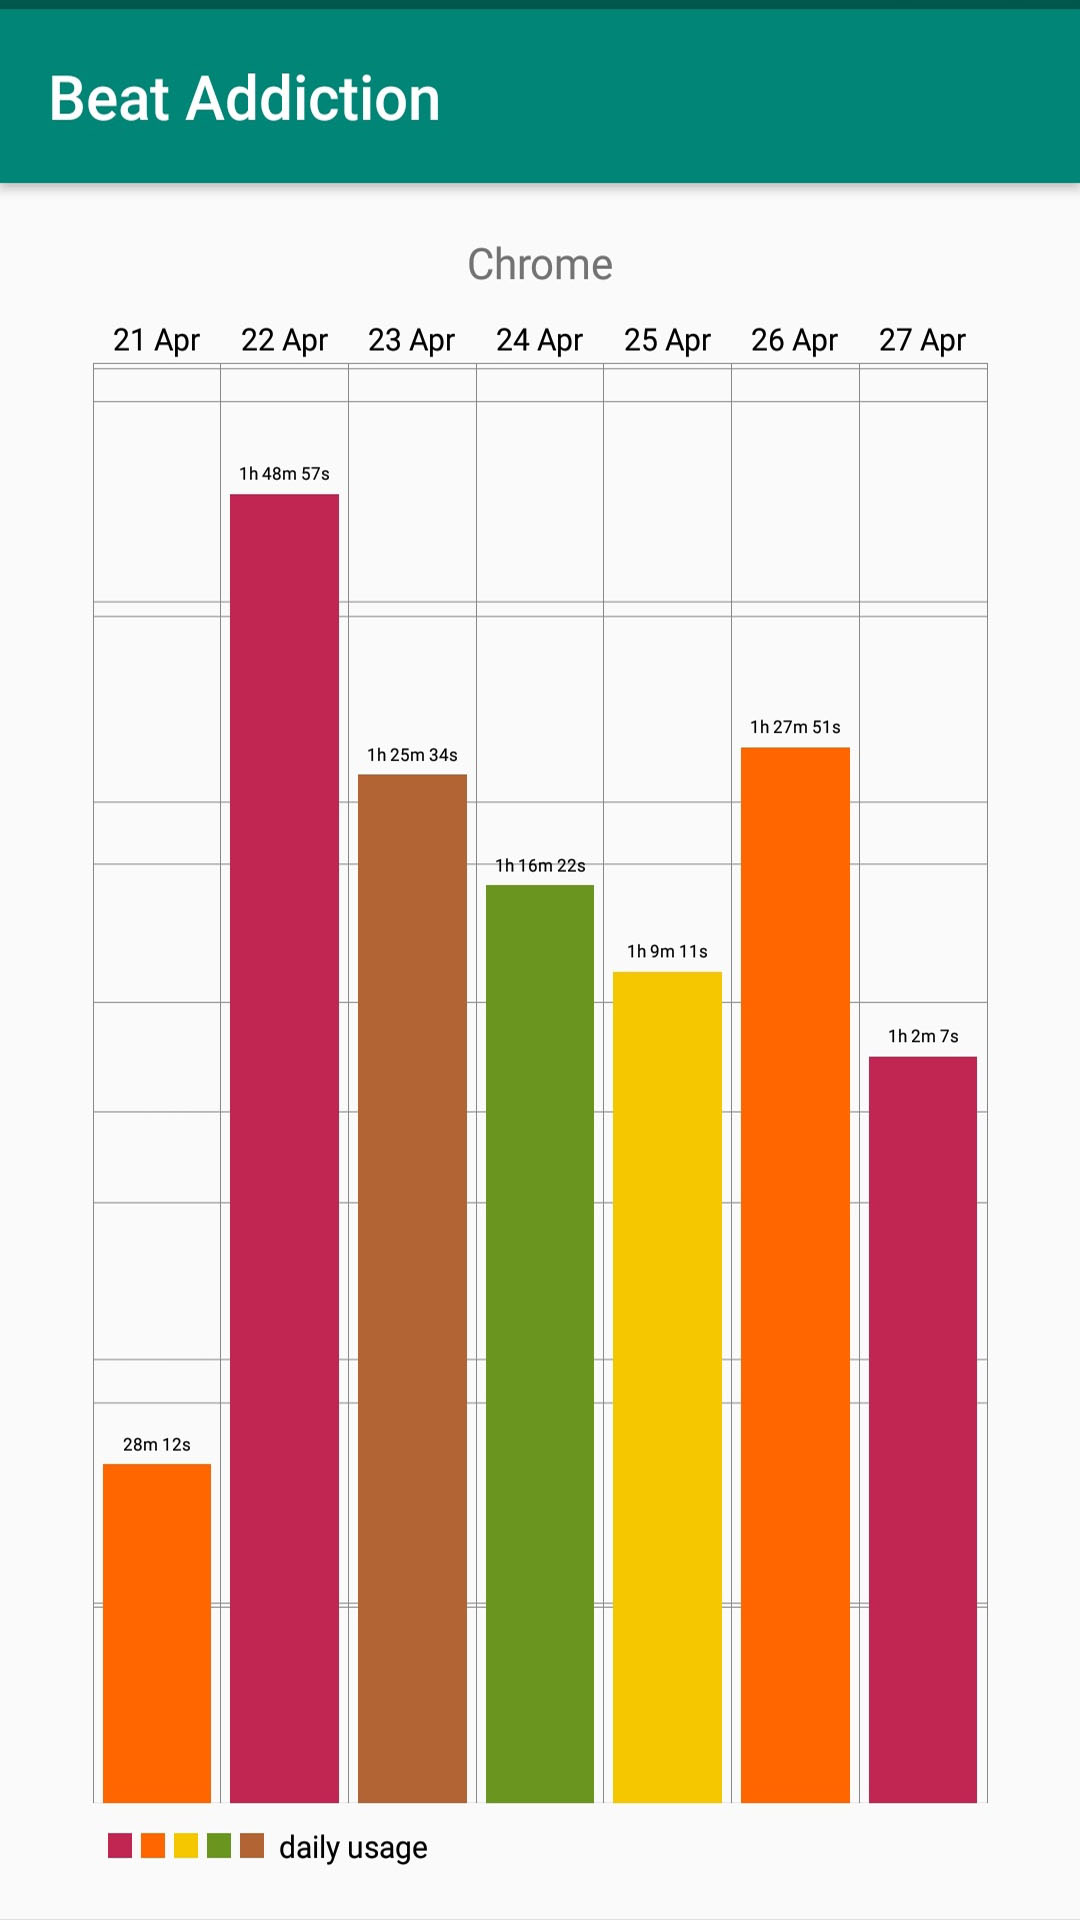 Beat Addiction
Chrome
21 Apr 22 Apr 23 Apr 24 Apr 25 Apr 26 Apr 27 Apr
1h 48m 57s
1h 27m 51s
1h 25m 34s
1h 16m 22s
1h 9m 11s
1h 2m 7s
28m 12s
daily usage